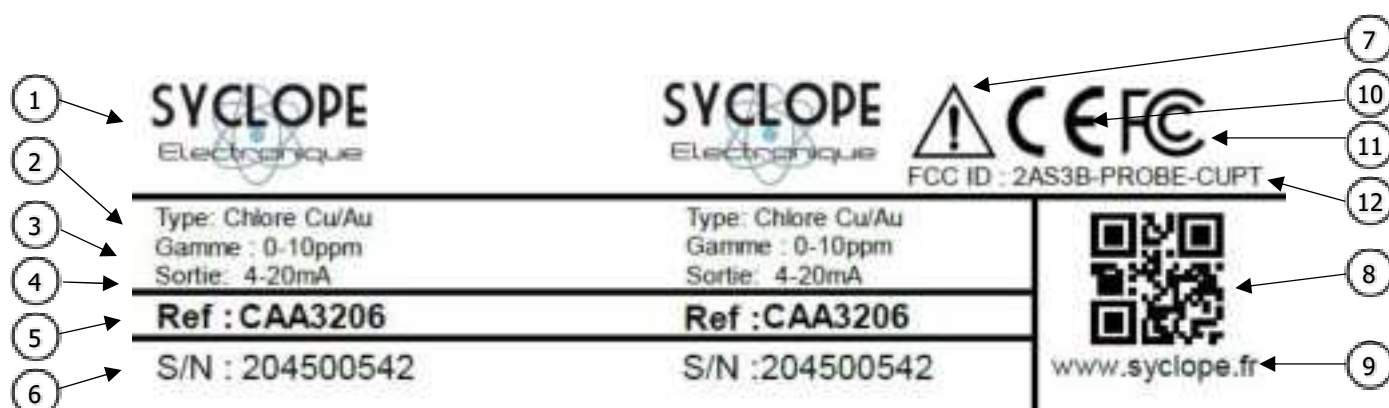 1
2
3
4
5
6
7
10
11
12
8
9
SYCLOPE
Electronique
SYCLOPE
Electronique
CE FC
FCC ID : 2AS3B-PROBE-CUPT
Type: Chlore Cu/Au
Gamme : 0-10ppm
Sortie: 4-20mA
Ref : CAA3206
S/N : 204500542
Type: Chlore Cu/Au
Gamme : 0-10ppm
Sortie: 4-20mA
Ref :CAA3206
S/N :204500542
www.syclope.fr